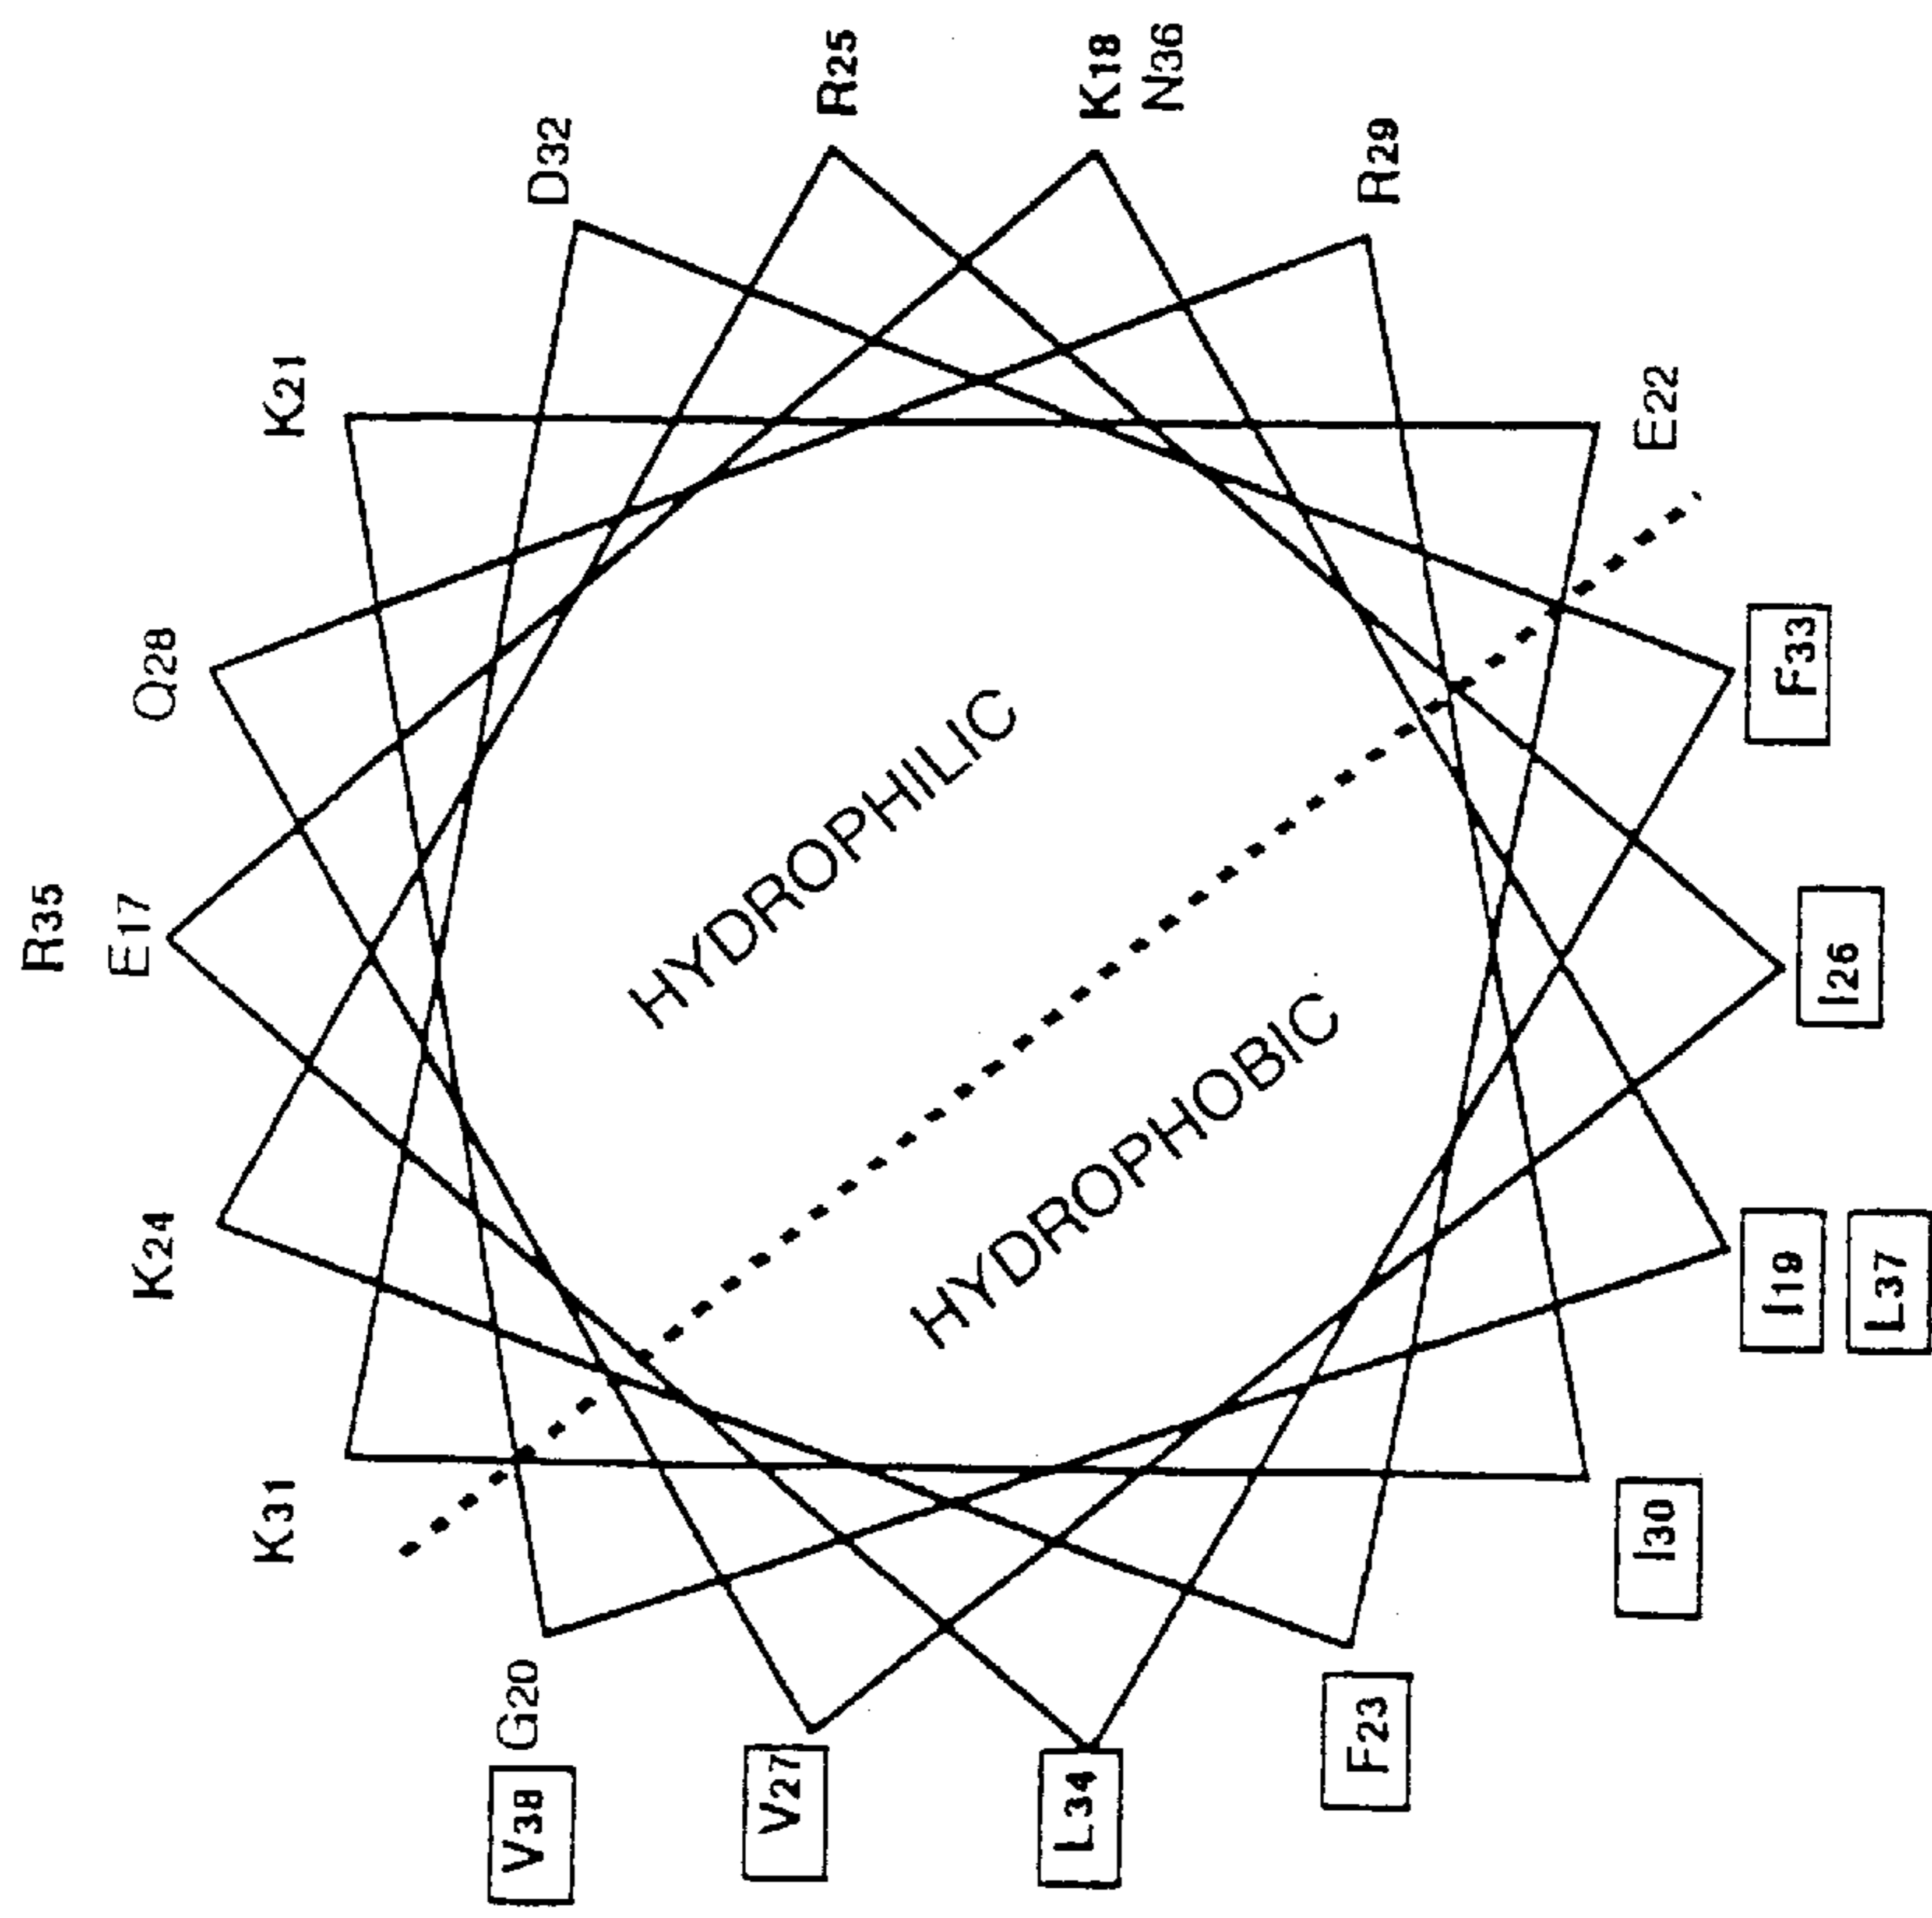 R35
E17
K24
Q28
K31
K21
V38 G20
D32
V27
R25
HYDROPHILIC
HYDROPHOBIC
L34
K18
N36
F23
R29
I30
E22
I19
F33
I26
L37